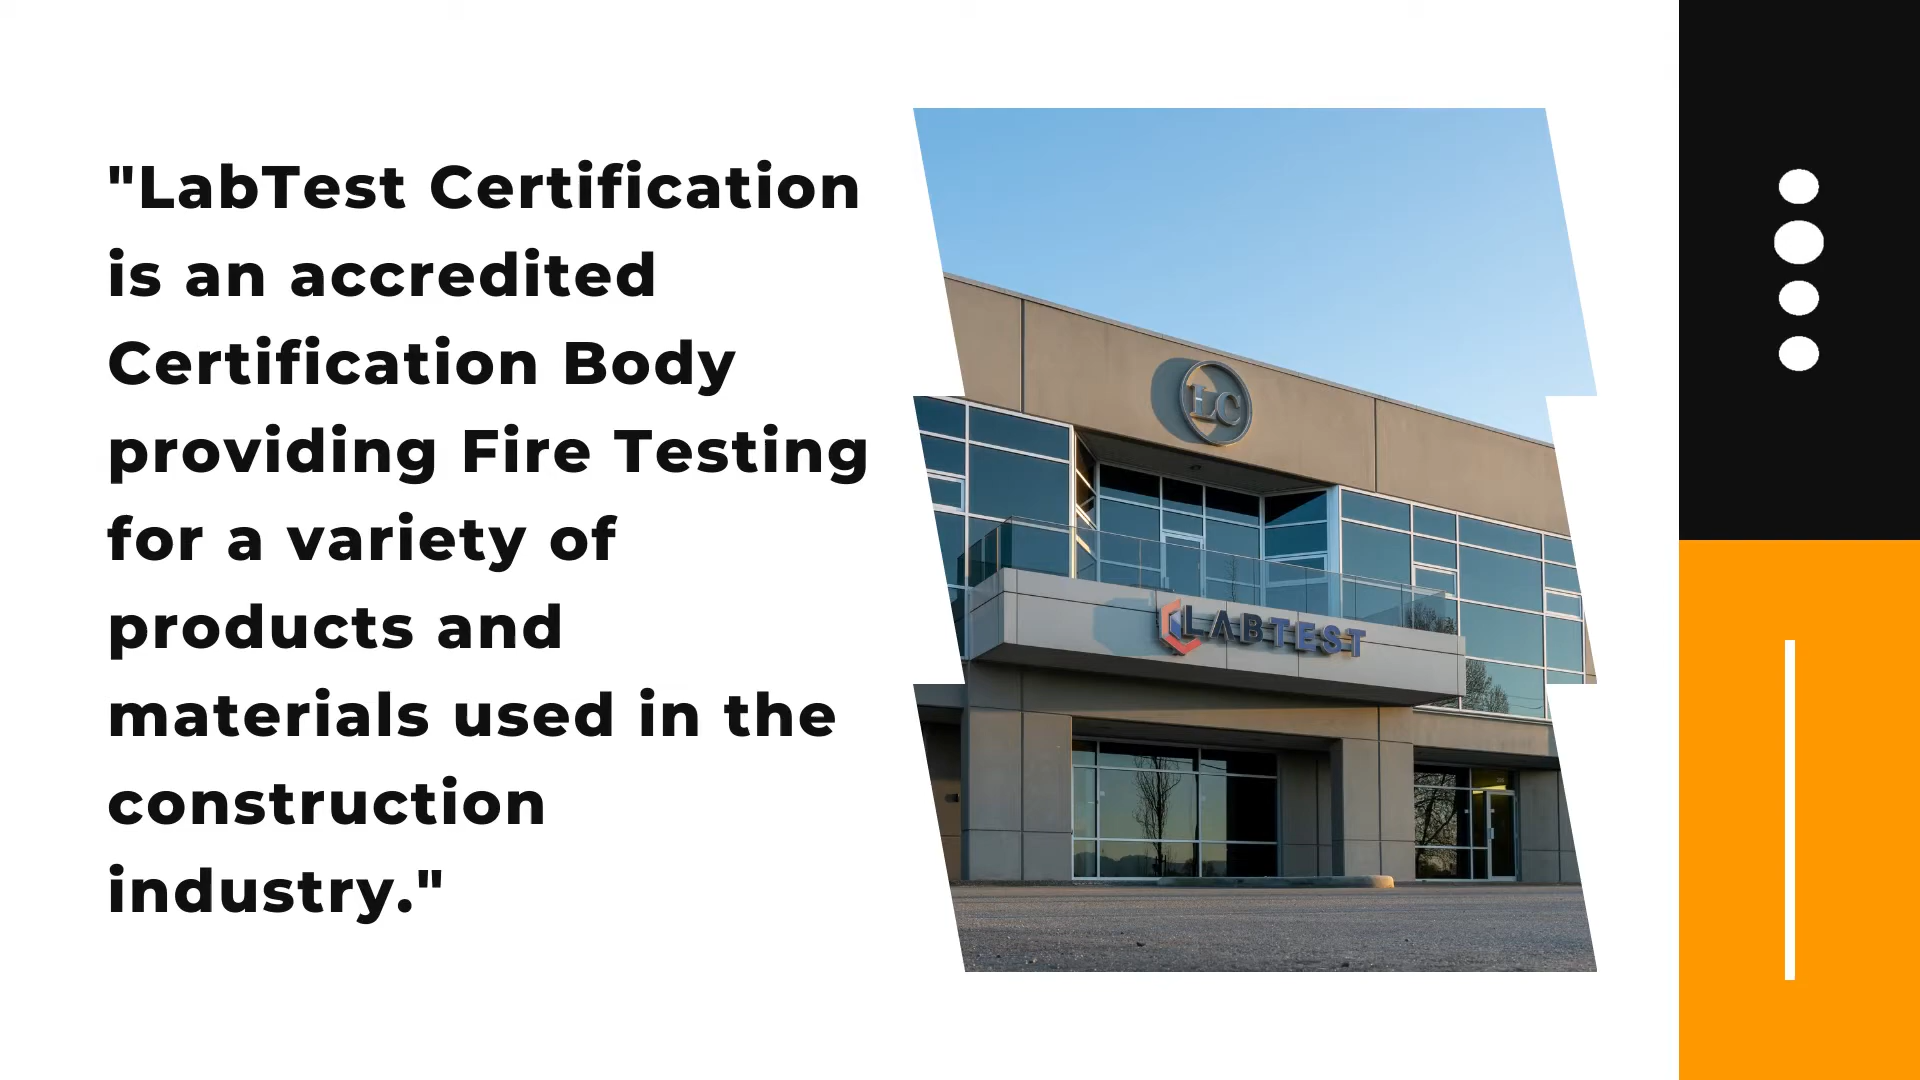 "LabTest Certification
is an accredited
Certification Body
providing Fire Testing
for a variety of
products and
materials used in the
construction
industry."
LC
LABTEST